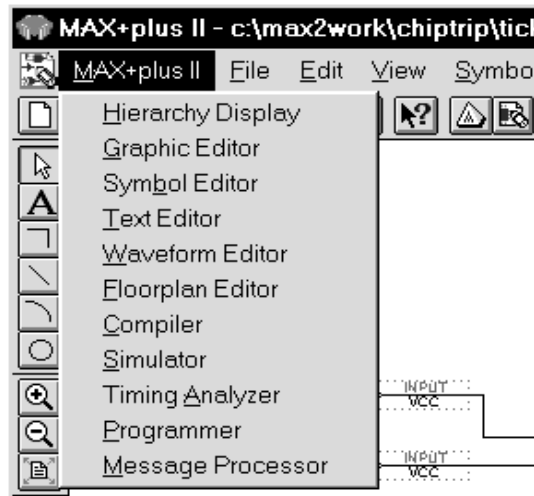 MAX+plus II - c:\max2work\chiptrip\tick
MAX+plus II File Edit View Symbo
Hierarchy Display
Graphic Editor
Symbol Editor
A
Text Editor
Waveform Editor
Floorplan Editor
Compiler
Simulator
Timing Analyzer
INPUT
VCC
Programmer
Message Processor
INPUT
VCC